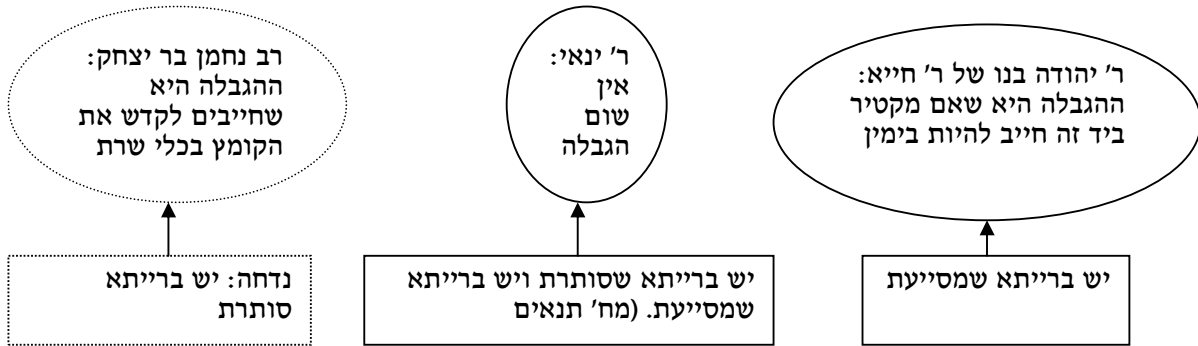 ר' יהודה בנו של ר' חייא:
ההגבלה היא שאם מקטיר
ביד זה חייב להיות בימין
ר' ינאי:
אין
שום
הגבלה
רב נחמן בר יצחק:
ההגבלה היא
שחייבים לקדש את
הקומץ בכלי שרת
יש ברייתא שמסייעת
יש ברייתא שסותרת ויש ברייתא
שמסייעת. (מח' תנאים
נדחה: יש ברייתא
סותרת